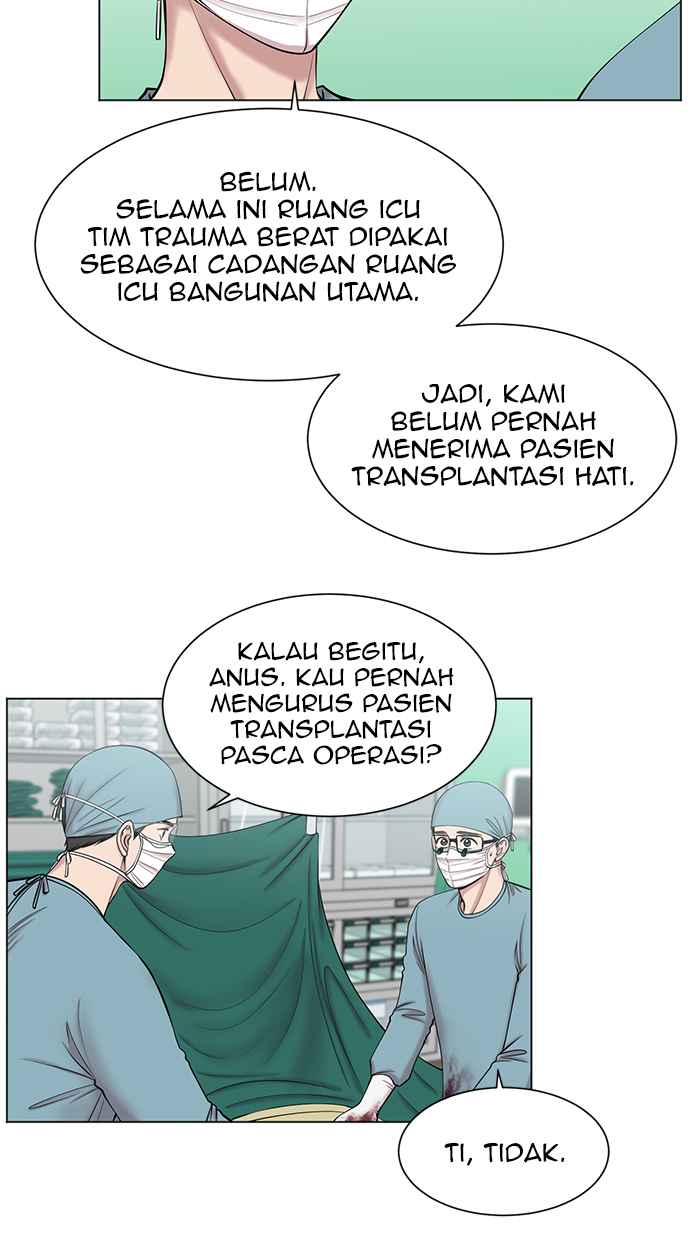 BELUM.
SELAMA INI RUANG ICU
TIM TRAUMA BERAT DIPAKAI
SEBAGAI CADANGAN RUANG
ICU BANGUNAN UTAMA.
JADI, KAMI
BELUM PERNAH
MENERIMA PASIEN
TRANSPLANTASI HATI.
KALAU BEGITU,
ANUS. KAU PERNAH
MENGURUS PASIEN
TRANSPLANTASI
PASCA OPERASI?
TI, TIDAK.